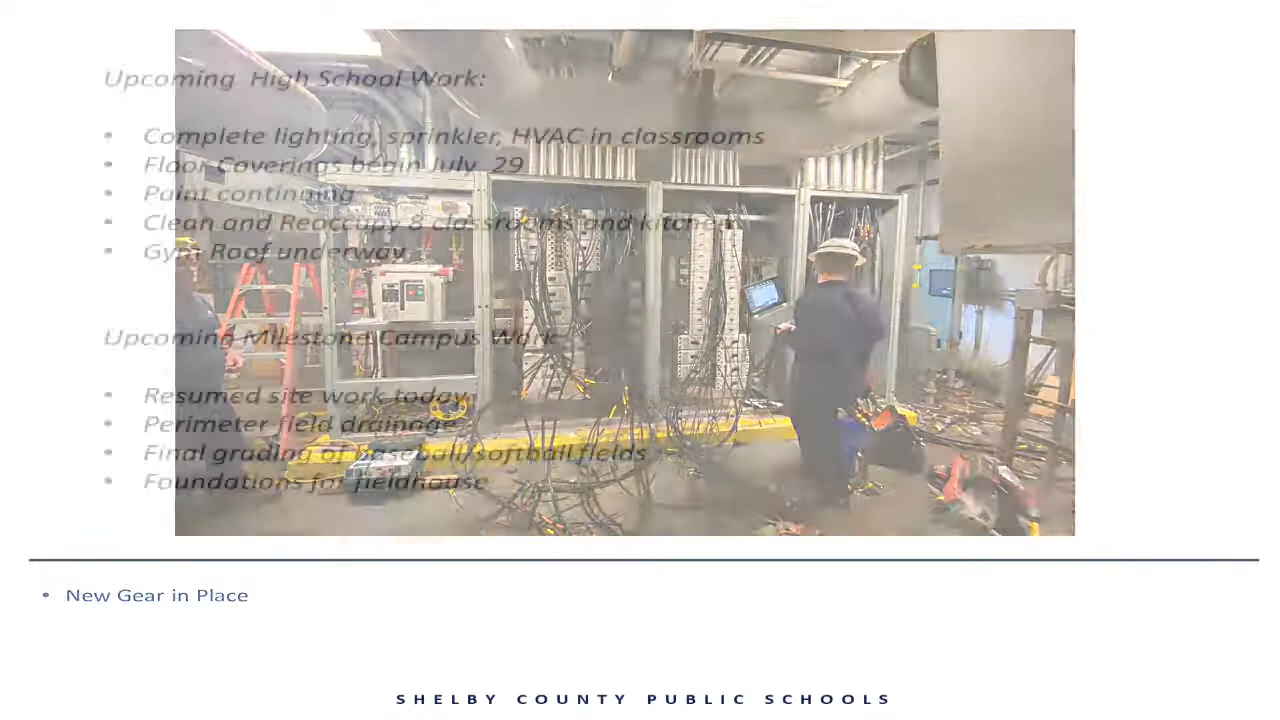 Upcoming High School Work:
• Complete lighting, sprinkler, HVAC in classrooms
• Floor Coverings begin July 29
• Paint continuing
• Clean and Reaccupy 8 classrooms and kitchen
• Gym Roof underway
Upcoming Milestone Campus Work
• Resumed site work today
• Perimeter field drainage
• Final grading of baseball/softball fields
• Foundations for fieldhouse
• New Gear in Place
SHELBY COUNTY PUBLIC SCHOOLS